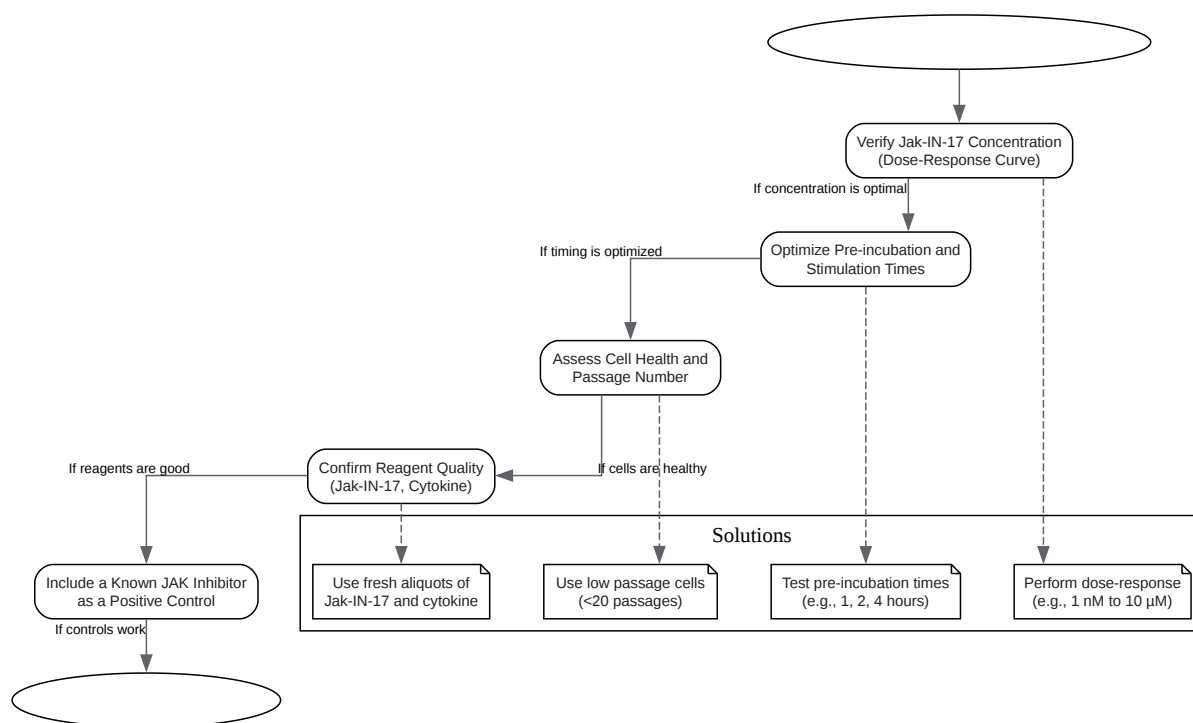 Verify Jak-IN-17 Concentration
(Dose-Response Curve)
If concentration is optimal
Optimize Pre-incubation and
Stimulation Times
If timing is optimized
Assess Cell Health and
Passage Number
If cells are healthy
Confirm Reagent Quality
(Jak-IN-17, Cytokine)
If reagents are good
Solutions
Include a Known JAK Inhibitor
as a Positive Control
Use fresh aliquots of
Jak-IN-17 and cytokine
Use low passage cells
(<20 passages)
Test pre-incubation times
(e.g., 1, 2, 4 hours)
Perform dose-response
(e.g., 1 nM to 10 µM)
If controls work